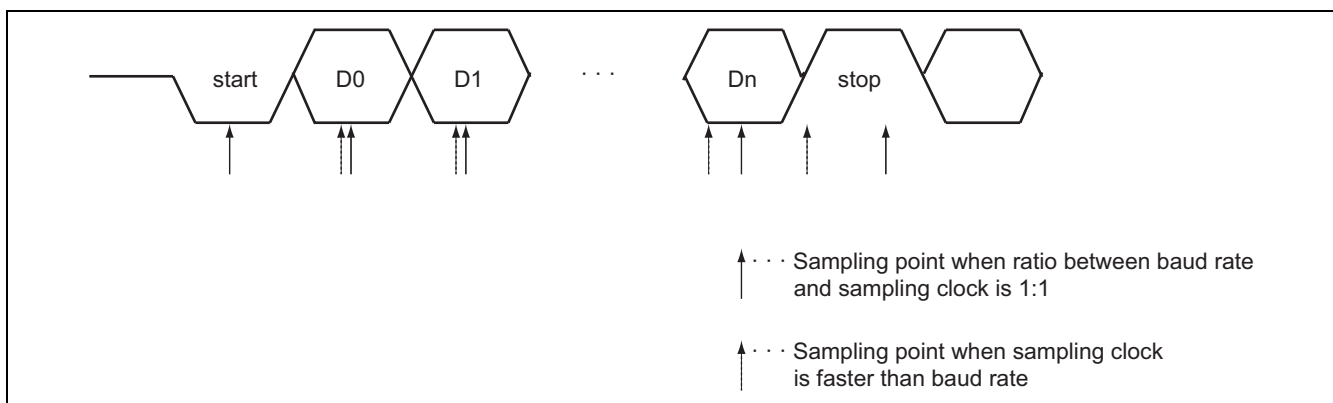 start D0 D1 · · · Dn stop
· · · Sampling point when ratio between baud rate
and sampling clock is 1:1
· · · Sampling point when sampling clock
is faster than baud rate